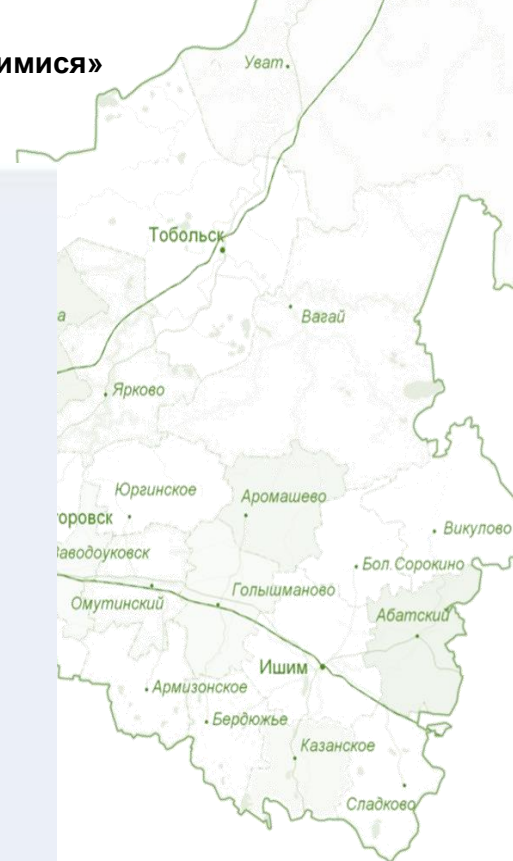 имися»
Уват
Тобольск
а
Вагай
Ярково
Юргинское
Аромашево
оровск
Викулово
Заводоуковск
Бол.Сорокино
Голышманово
Омутинский
Абатский
Ишим
Армизонское
Бердюжье
Казанское
Сладково